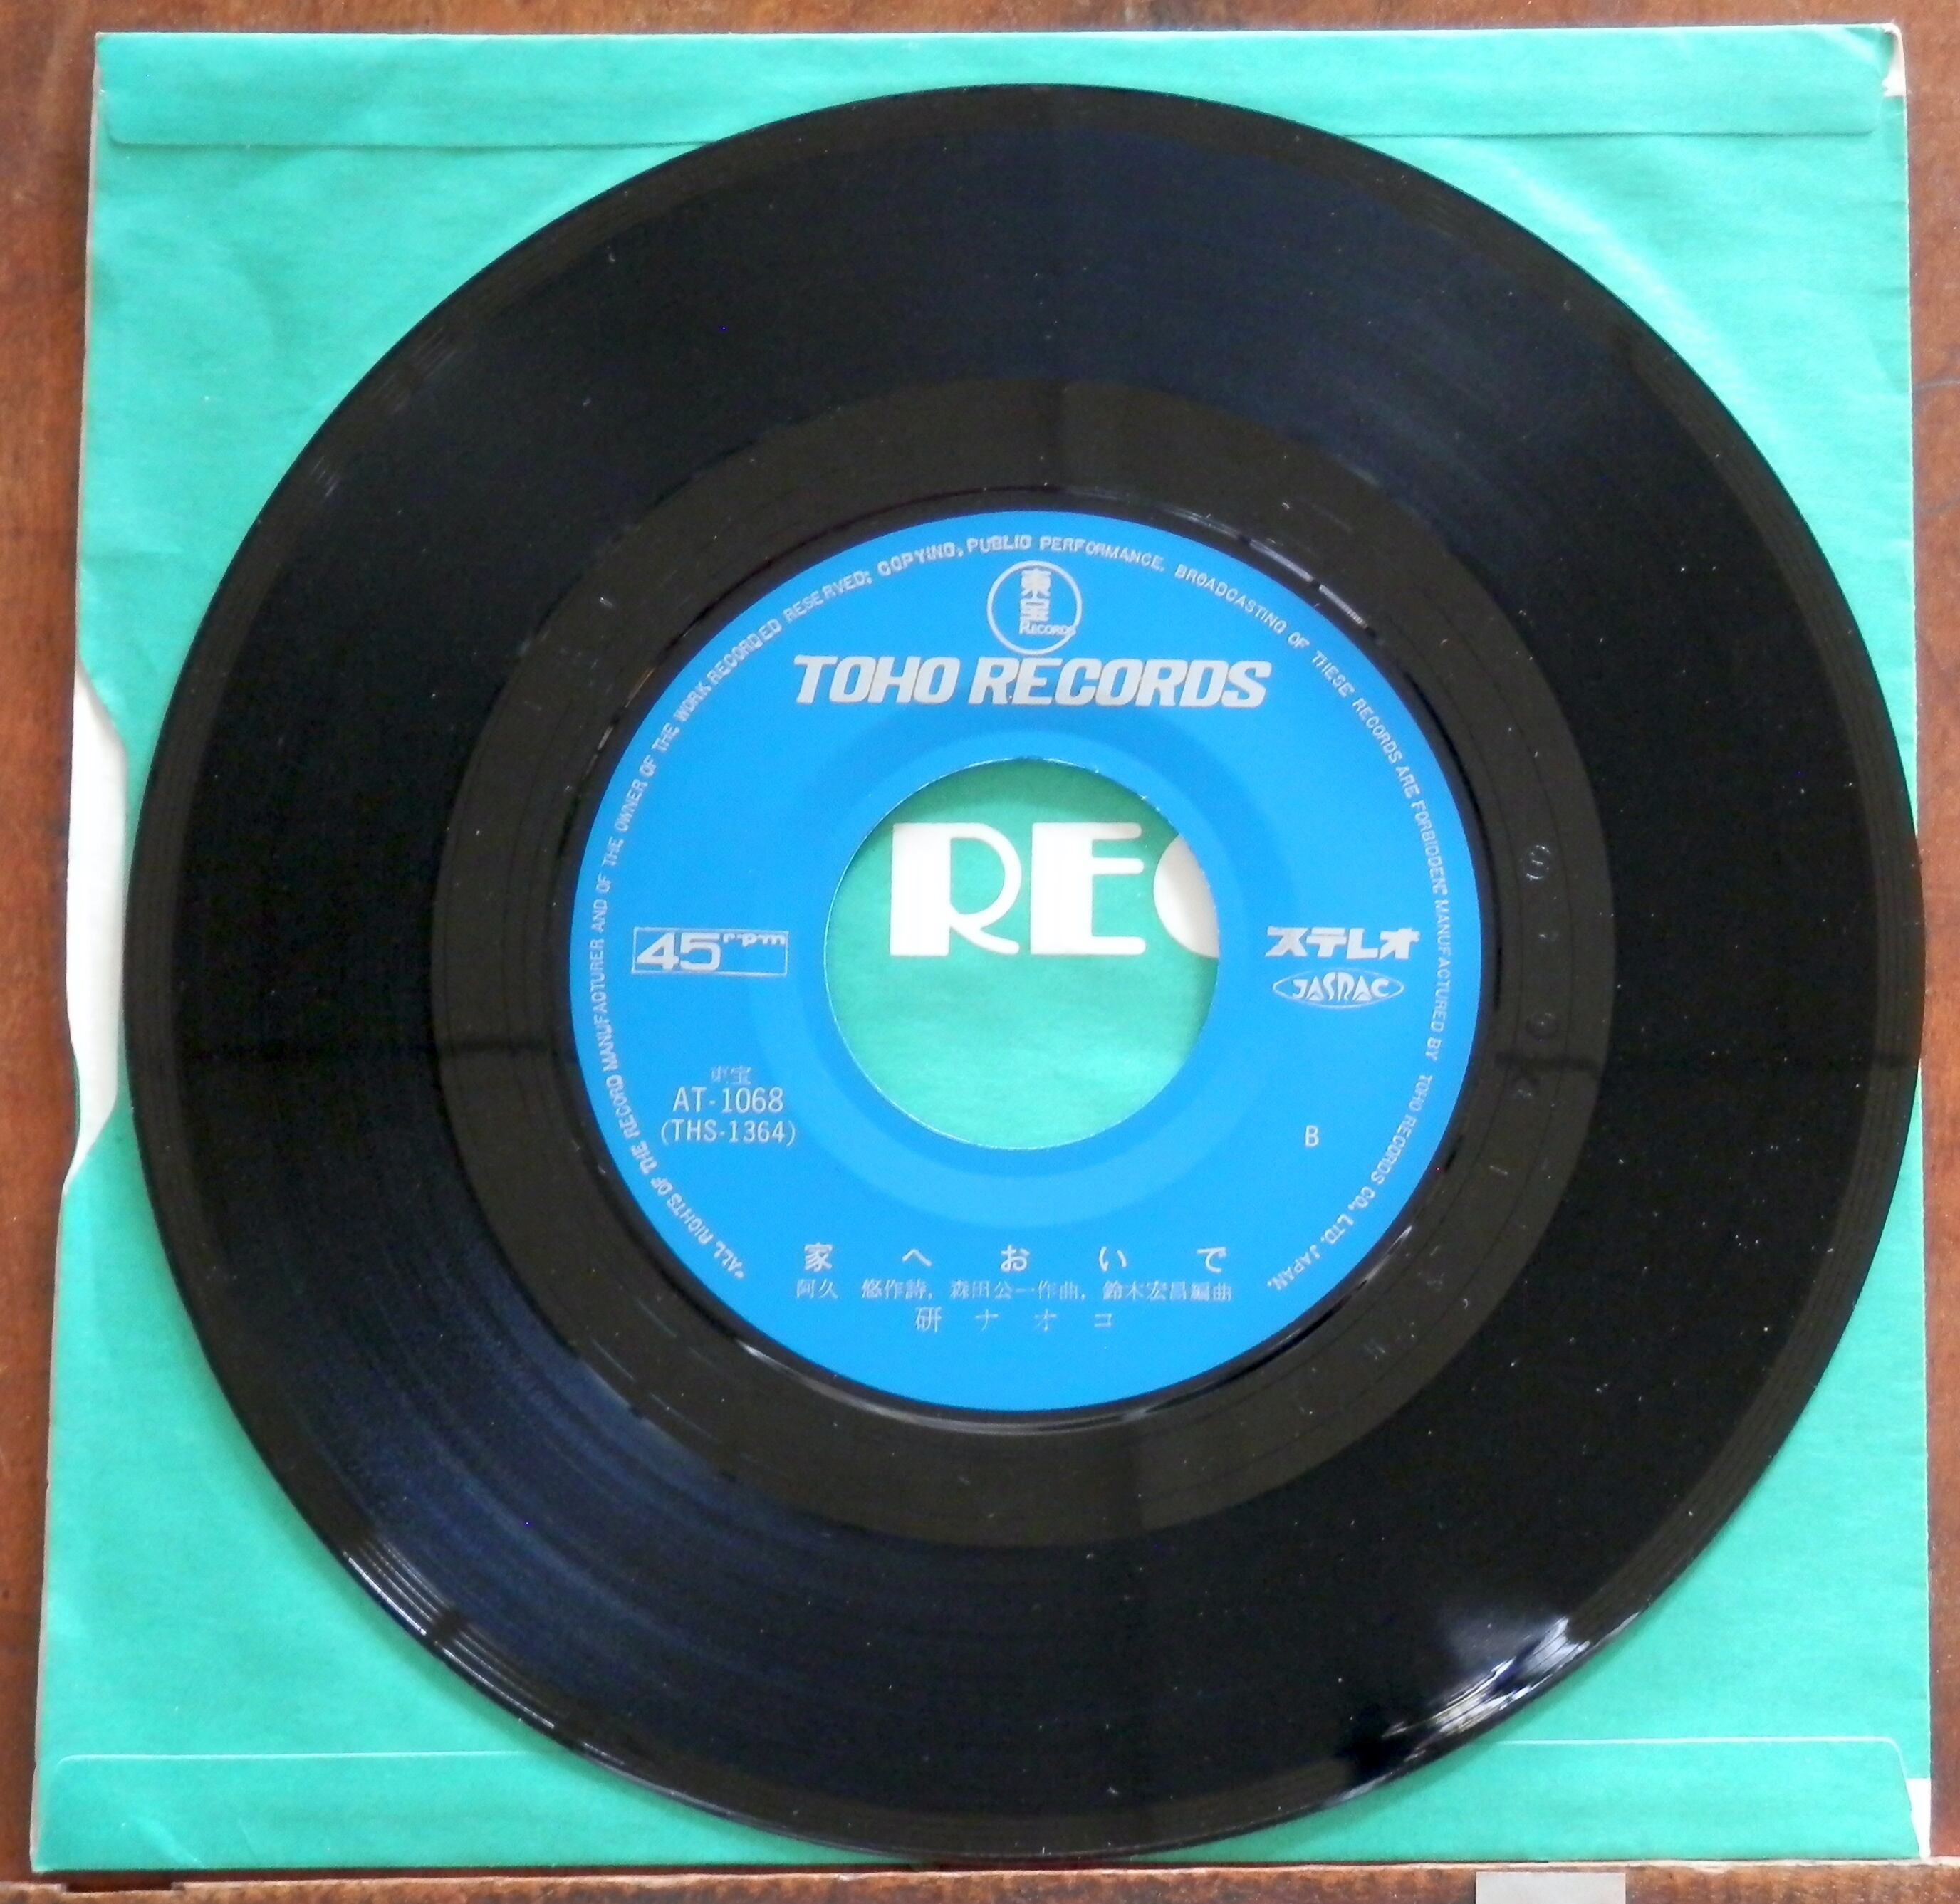 "ALL RIGHTS OF THE RECORD MANUFACTURER AND OF THE OWNER OF THE WORK RECORDED RESERVED; COPYING, PUBLIC PERFORMANCE, BROADCASTING OF THESE RECORDS ARE FORBIDDEN; MANUFACTURED BY TOHO RECORDS CO., LTD. JAPAN.
東宝
RECORDS
TOHO RECORDS
REC
45rpm
ステレオ
JASRAC
東宝
AT-1068
(THS-1364)
B
家へおいで
阿久 悠作詩, 森田公一作曲, 鈴木宏昌編曲
研ナオコ